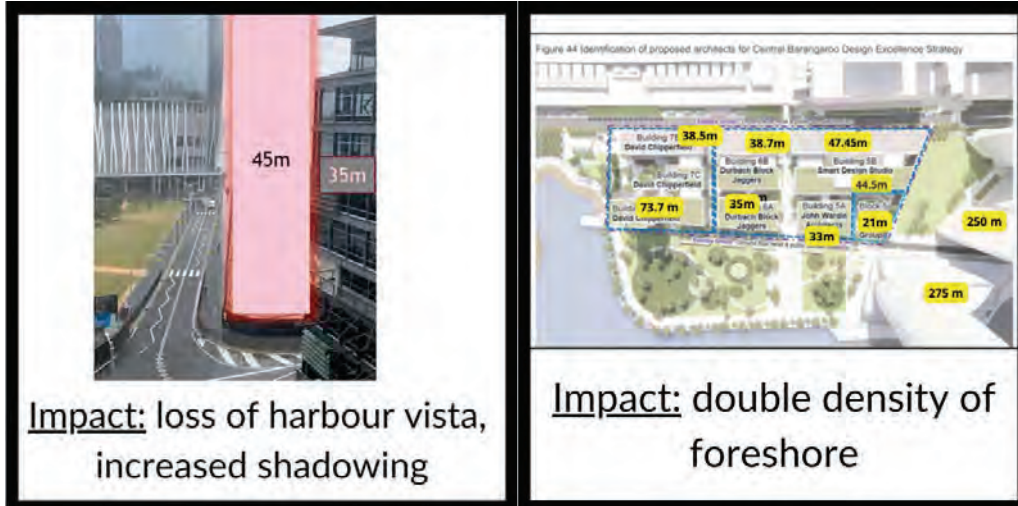 45m
35m
Impact: loss of harbour vista,
increased shadowing
Figure 44 Identification of proposed architects for Central Barangaroo Design Excellence Strategy
38.5m
38.7m
47.45m
David Chipperfield
Building 6B
Durbach Block
Jaggers
Building 5B
Smart Design Studio
44.5m
Building 7C
David Chipperfield
73.7 m
David Chipperfield
35m
6A
Durbach Block
Jaggers
Building 5A
John Wardle
33m
21m
250 m
275 m
Impact: double density of
foreshore